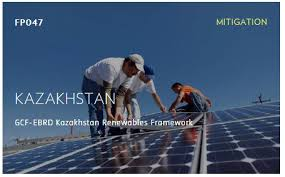 FP047
MITIGATION
KAZAKHSTAN
GCF-EBRD Kazakhstan Renewables Framework